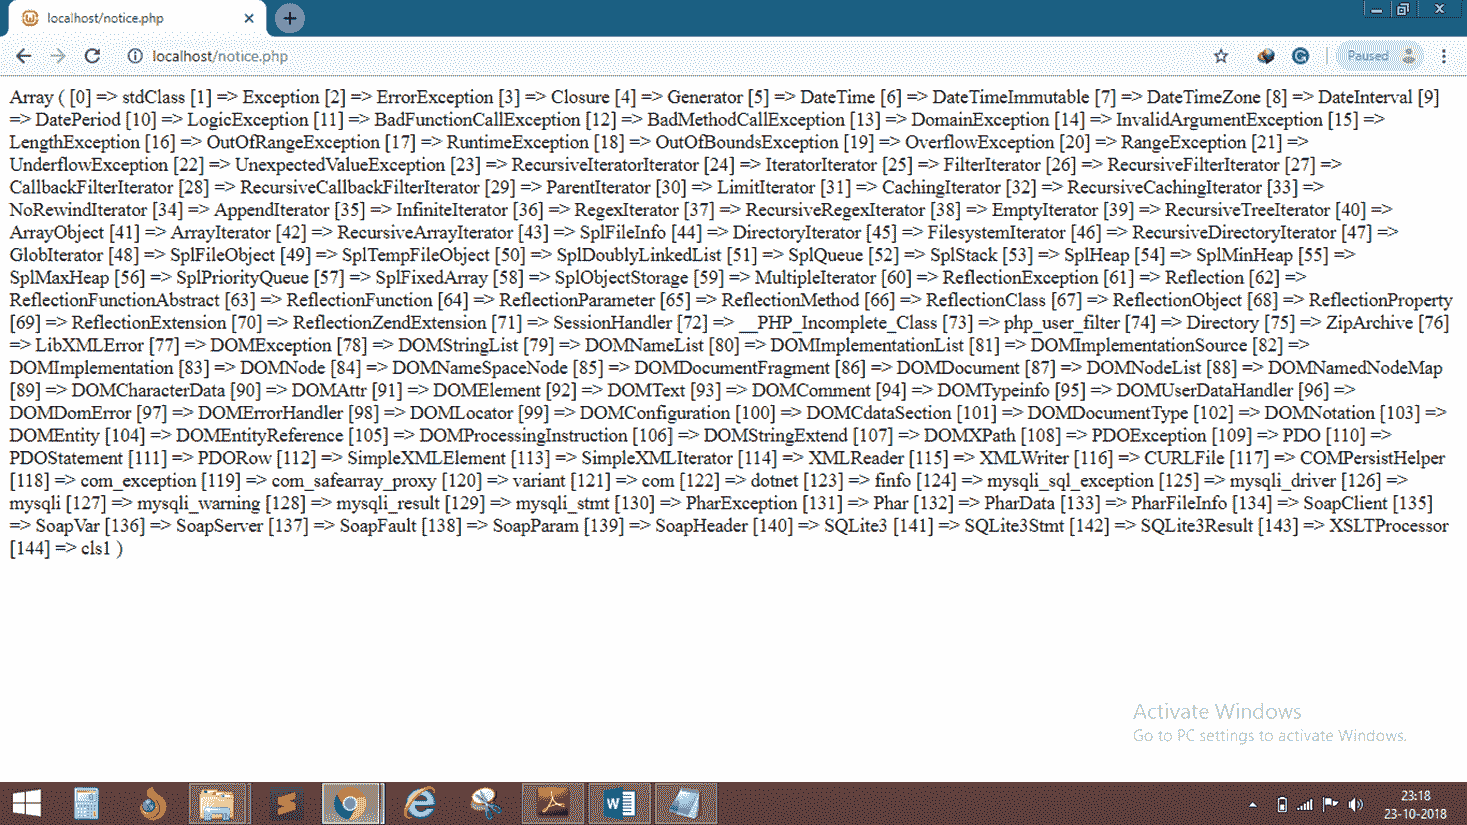 localhost/notice.php
localhost/notice.php
Paused
Array ( [0] => stdClass [1] => Exception [2] => ErrorException [3] => Closure [4] => Generator [5] => DateTime [6] => DateTimeImmutable [7] => DateTimeZone [8] => DateInterval [9]
=> DatePeriod [10] => LogicException [11] => BadFunctionCallException [12] => BadMethodCallException [13] => DomainException [14] => InvalidArgumentException [15] =>
LengthException [16] => OutOfRangeException [17] => RuntimeException [18] => OutOfBoundsException [19] => OverflowException [20] => RangeException [21] =>
UnderflowException [22] => UnexpectedValueException [23] => RecursiveIteratorIterator [24] => IteratorIterator [25] => FilterIterator [26] => RecursiveFilterIterator [27] =>
CallbackFilterIterator [28] => RecursiveCallbackFilterIterator [29] => ParentIterator [30] => LimitIterator [31] => CachingIterator [32] => RecursiveCachingIterator [33] =>
NoRewindIterator [34] => AppendIterator [35] => InfiniteIterator [36] => RegexIterator [37] => RecursiveRegexIterator [38] => EmptyIterator [39] => RecursiveTreeIterator [40] =>
ArrayObject [41] => ArrayIterator [42] => RecursiveArrayIterator [43] => SplFileInfo [44] => DirectoryIterator [45] => FilesystemIterator [46] => RecursiveDirectoryIterator [47] =>
GlobIterator [48] => SplFileObject [49] => SplTempFileObject [50] => SplDoublyLinkedList [51] => SplQueue [52] => SplStack [53] => SplHeap [54] => SplMinHeap [55] =>
SplMaxHeap [56] => SplPriorityQueue [57] => SplFixedArray [58] => SplObjectStorage [59] => MultipleIterator [60] => ReflectionException [61] => Reflection [62] =>
ReflectionFunctionAbstract [63] => ReflectionFunction [64] => ReflectionParameter [65] => ReflectionMethod [66] => ReflectionClass [67] => ReflectionObject [68] => ReflectionProperty
[69] => ReflectionExtension [70] => ReflectionZendExtension [71] => SessionHandler [72] => __PHP_Incomplete_Class [73] => php_user_filter [74] => Directory [75] => ZipArchive [76]
=> LibXMLError [77] => DOMException [78] => DOMStringList [79] => DOMNameList [80] => DOMImplementationList [81] => DOMImplementationSource [82] =>
DOMImplementation [83] => DOMNode [84] => DOMNameSpaceNode [85] => DOMDocumentFragment [86] => DOMDocument [87] => DOMNodeList [88] => DOMNamedNodeMap
[89] => DOMCharacterData [90] => DOMAttr [91] => DOMElement [92] => DOMText [93] => DOMComment [94] => DOMTypeinfo [95] => DOMUserDataHandler [96] =>
DOMDomError [97] => DOMErrorHandler [98] => DOMLocator [99] => DOMConfiguration [100] => DOMCdataSection [101] => DOMDocumentType [102] => DOMNotation [103] =>
DOMEntity [104] => DOMEntityReference [105] => DOMProcessingInstruction [106] => DOMStringExtend [107] => DOMXPath [108] => PDOException [109] => PDO [110] =>
PDOStatement [111] => PDORow [112] => SimpleXMLElement [113] => SimpleXMLIterator [114] => XMLReader [115] => XMLWriter [116] => CURLFile [117] => COMPersistHelper
[118] => com_exception [119] => com_safearray_proxy [120] => variant [121] => com [122] => dotnet [123] => finfo [124] => mysqli_sql_exception [125] => mysqli_driver [126] =>
mysqli [127] => mysqli_warning [128] => mysqli_result [129] => mysqli_stmt [130] => PharException [131] => Phar [132] => PharData [133] => PharFileInfo [134] => SoapClient [135]
=> SoapVar [136] => SoapServer [137] => SoapFault [138] => SoapParam [139] => SoapHeader [140] => SQLite3 [141] => SQLite3Stmt [142] => SQLite3Result [143] => XSLTProcessor
[144] => cls1 )
Activate Windows
Go to PC settings to activate Windows.
23:18
23-10-2018